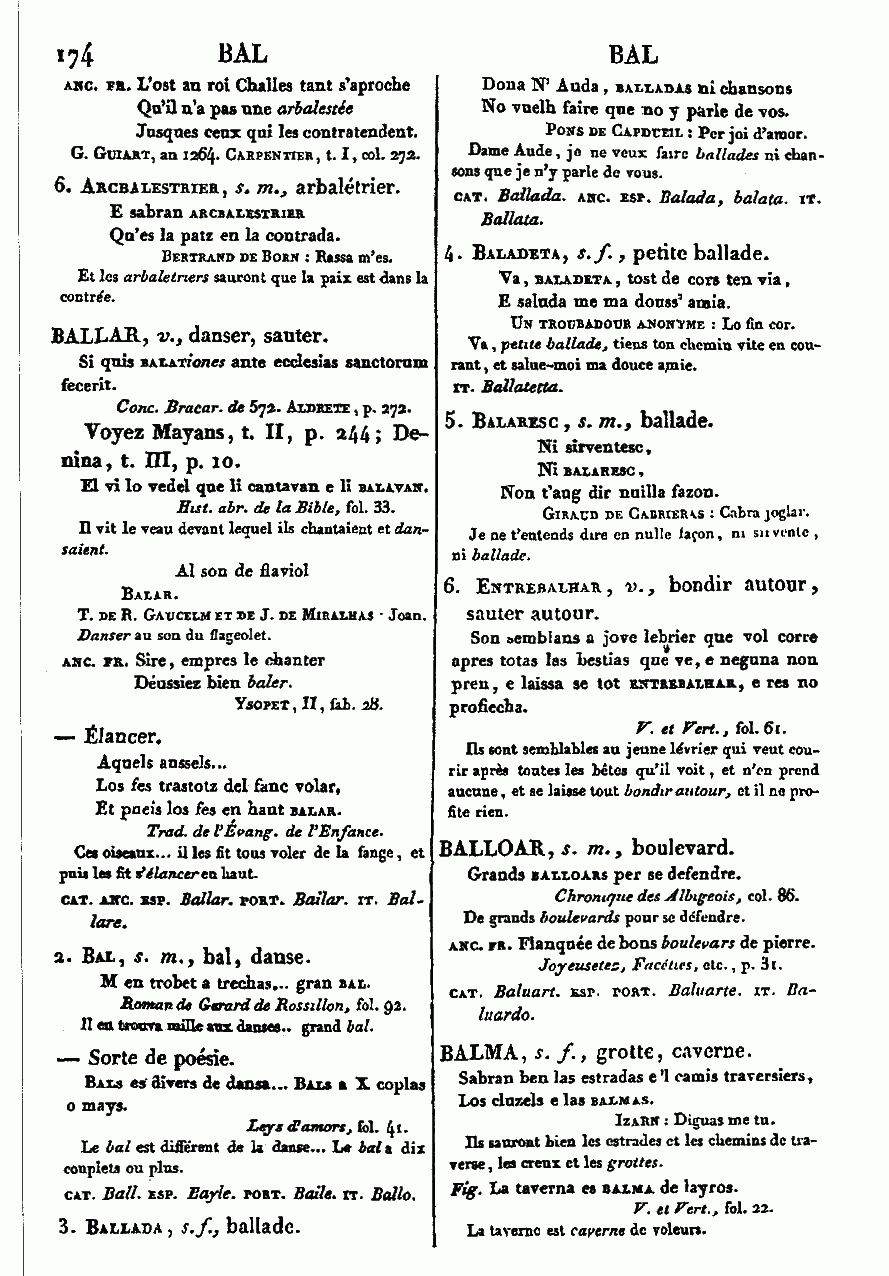 174 BAL BAL
ANC. FR. L'ost an roi Challes tant s'aproche
Qu'il n'a pas une arbalestée
Jusques ceux qui les contratendent.
G. GUIART, an 1264. CARPENTIER, t. I, col. 272.
6. ARCBALESTRIER, s. m., arbalétrier.
E sabran ARCBALESTRIER
Qu'es la patz en la contrada.
BERTRAND DE BORN : Rassa m'es.
Et les arbaletriers sauront que la paix est dans la
contrée.
BALLAR, v., danser, sauter.
Si quis BALATiones ante ecclesias sanctorum
fecerit.
Conc. Bracar. de 572. ALDRETE, p. 272.
Voyez Mayans, t. II, p. 244; De-
nina, t. III, p. 10.
El vi lo vedel que li cantavan e li BALAVAN.
Hist. abr. de la Bible, fol. 33.
Il vit le veau devant lequel ils chantaient et dan-
saient.
Al son de flaviol
BALAR.
T. DE R. GAUCELM ET DE J. DE MIRALHAS · Joan.
Danser au son du flageolet.
ANC. FR. Sire, empres le chanter
Déussiez bien baler.
YSOPET, II, fab. 28.
— Élancer.
Aquels aussels...
Los fes trastotz del fanc volar,
Et pueis los fes en haut BALAR.
Trad. de l'Évang. de l'Enfance.
Ces oiseaux... il les fit tous voler de la fange, et
puis les fit s'élancer en haut.
CAT. ANC. ESP. Ballar. PORT. Bailar. IT. Bal-
lare.
2. BAL, s. m., bal, danse.
M en trobet a trechas... gran BAL.
Roman de Gerard de Rossillon, fol. 92.
Il en trouva mille aux danses.. grand bal.
— Sorte de poésie.
BALS es divers de dansa... BALS a X coplas
o mays.
Leys d'amors, fol. 41.
Le bal est différent de la danse... Le bal a dix
couplets ou plus.
CAT. Ball. ESP. Bayle. PORT. Baile. IT. Ballo.
3. BALLADA, s. f., ballade.
Dona N' Auda, BALLADAS ni chansons
No vuelh faire que no y parle de vos.
PONS DE CAPDUEIL : Per joi d'amor.
Dame Aude, je ne veux faire ballades ni chan-
sons que je n'y parle de vous.
CAT. Ballada. ANC. ESP. Balada, balata. IT.
Ballata.
4. BALADETA, s. f., petite ballade.
Va, BALADETA, tost de cors ten via,
E saluda me ma douss' amia.
UN TROUBADOUR ANONYME : Lo fin cor.
Va, petite ballade, tiens ton chemin vite en cou-
rant, et salue-moi ma douce amie.
IT. Ballatetta.
5. BALARESC, s. m., ballade.
Ni sirventesc,
Ni BALARESC,
Non t'aug dir nuilla fazon.
GIRAUD DE CABRIERAS : Cabra joglar.
Je ne t'entends dire en nulle façon, ni sirvente,
ni ballade.
6. ENTREBALHAR, v., bondir autour,
sauter autour.
Son semblans a jove lebrier que vol corre
apres totas las bestias que ve, e neguna non
pren, e laissa se tot ENTREBALHAR, e res no
profiecha.
V. et Vert., fol. 61.
Ils sont semblables au jeune lévrier qui veut cou-
rir après toutes les bêtes qu'il voit, et n'en prend
aucune, et se laisse tout bondir autour, et il ne pro-
fite rien.
BALLOAR, s. m., boulevard.
Grands BALLOARS per se defendre.
Chronique des Albigeois, col. 86.
De grands boulevards pour se défendre.
ANC. FR. Flanquée de bons boulevars de pierre.
Joyeusetez, Facéties, etc., p. 31.
CAT. Baluart. ESP. PORT. Baluarte. IT. Ba-
luardo.
BALMA, s. f., grotte, caverne.
Sabran ben las estradas e'l camis traversiers,
Los cluzels e las BALMAS.
IZARN : Diguas me tu.
Ils sauront bien les estrades et les chemins de tra-
verse, les creux et les grottes.
Fig. La taverna es BALMA de layros.
V. et Vert., fol. 22.
La taverne est caverne de voleurs.